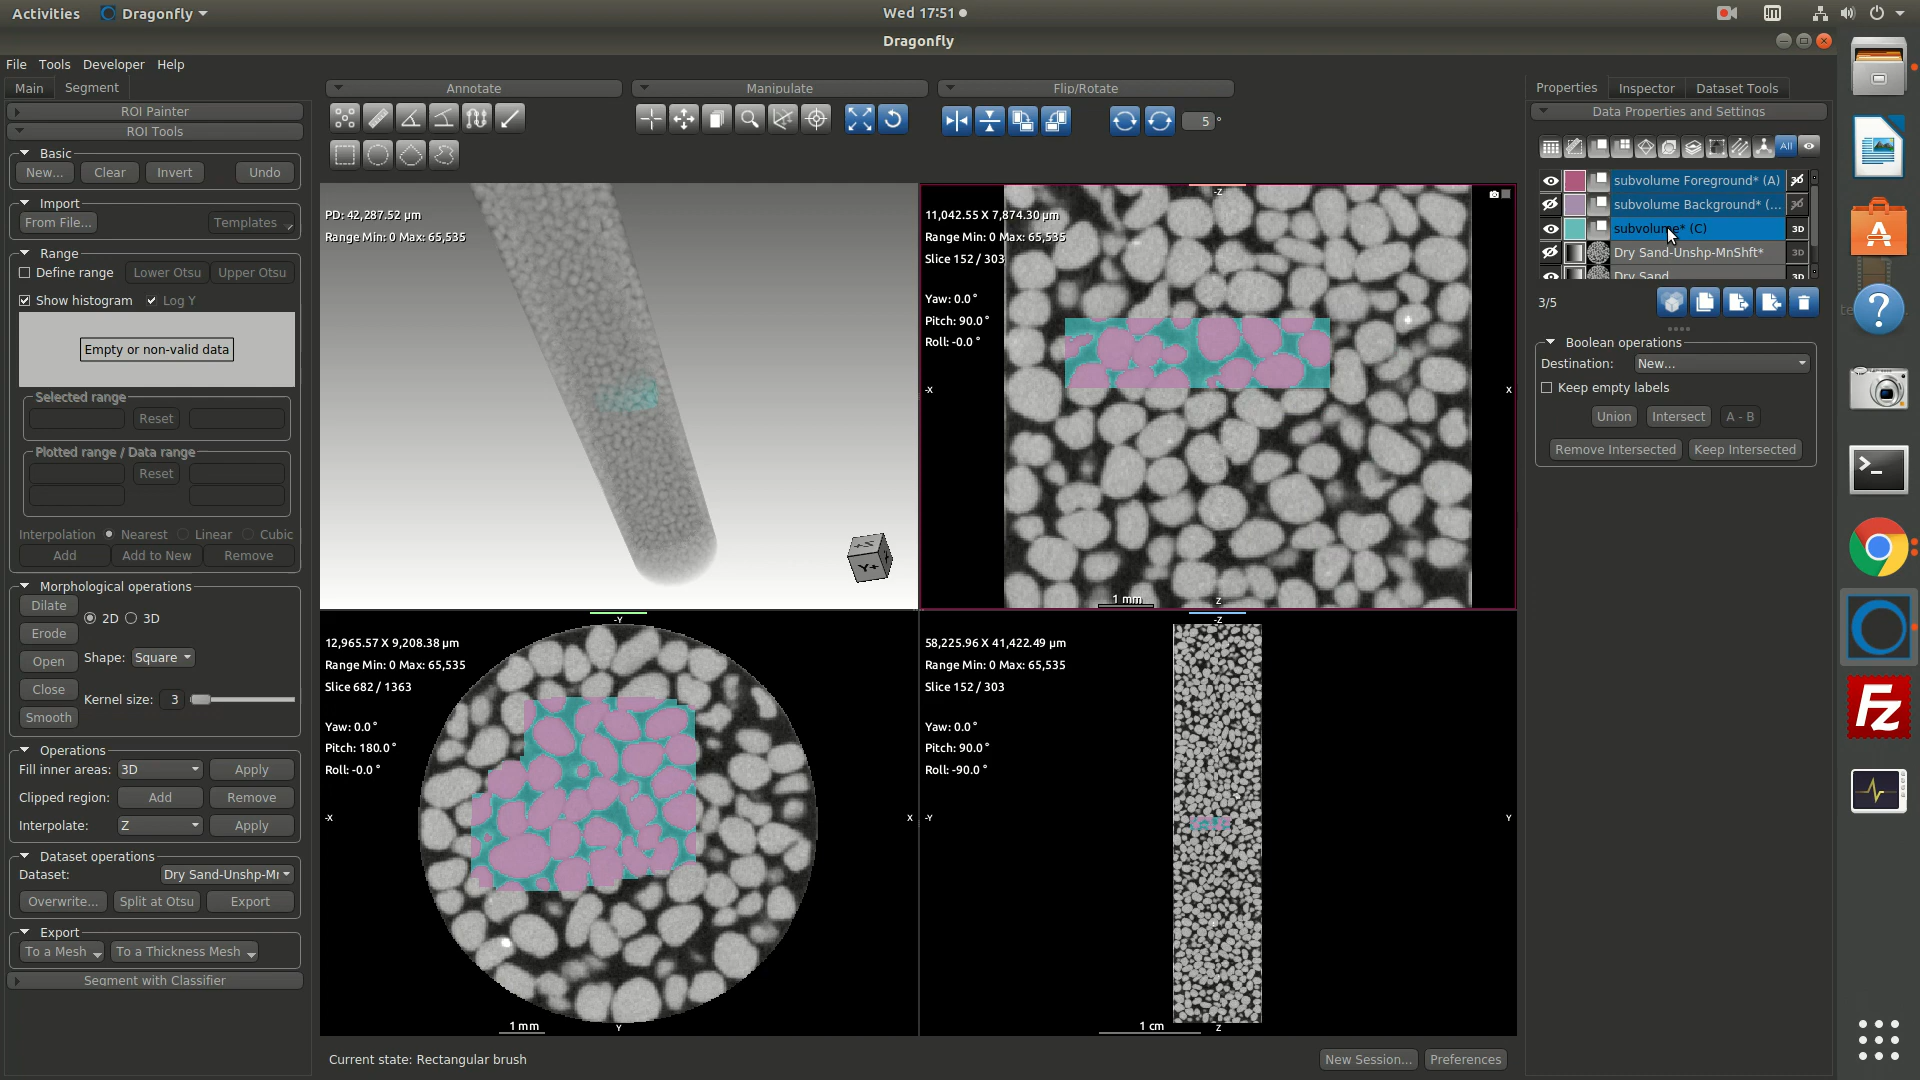 Activities Dragonfly Wed 17:51
Dragonfly
File Tools Developer Help
Main Segment
ROI Painter
ROI Tools
Basic
New... Clear Invert Undo
Import
From File... Templates
Range
Define range Lower Otsu Upper Otsu
Show histogram Log Y
Empty or non-valid data
Selected range
Reset
Plotted range / Data range
Reset
Interpolation Nearest Linear Cubic
Add Add to New Remove
Morphological operations
Dilate
2D 3D
Erode
Open
Shape: Square
Close
Kernel size: 3
Smooth
Operations
Fill inner areas: 3D Apply
Clipped region: Add Remove
Interpolate: Z Apply
Dataset operations
Dataset: Dry Sand-Unshp-Mr
Overwrite... Split at Otsu Export
Export
To a Mesh To a Thickness Mesh
Segment with Classifier
Annotate Manipulate Flip/Rotate
5 °
PD: 42,287.52 µm
Range Min: 0 Max: 65,535
Y+
-Z
11,042.55 X 7,874.30 µm
Range Min: 0 Max: 65,535
Slice 152 / 303
Yaw: 0.0 °
Pitch: 90.0 °
Roll: -0.0 °
-X
X
1 mm
Z
-Y
12,965.57 X 9,208.38 µm
Range Min: 0 Max: 65,535
Slice 682 / 1363
Yaw: 0.0 °
Pitch: 180.0 °
Roll: -0.0 °
-X
X
1 mm
Y
-Z
58,225.96 X 41,422.49 µm
Range Min: 0 Max: 65,535
Slice 152 / 303
Yaw: 0.0 °
Pitch: 90.0 °
Roll: -90.0 °
-Y
Y
1 cm
Z
Current state: Rectangular brush
New Session... Preferences
Properties Inspector Dataset Tools
Data Properties and Settings
All
subvolume Foreground* (A)
subvolume Background* (...
subvolume* (C) 3D
Dry Sand-Unshp-MnShft* 3D
Dry Sand 3D
3/5
Boolean operations
Destination: New...
Keep empty labels
Union Intersect A - B
Remove Intersected Keep Intersected
Fz